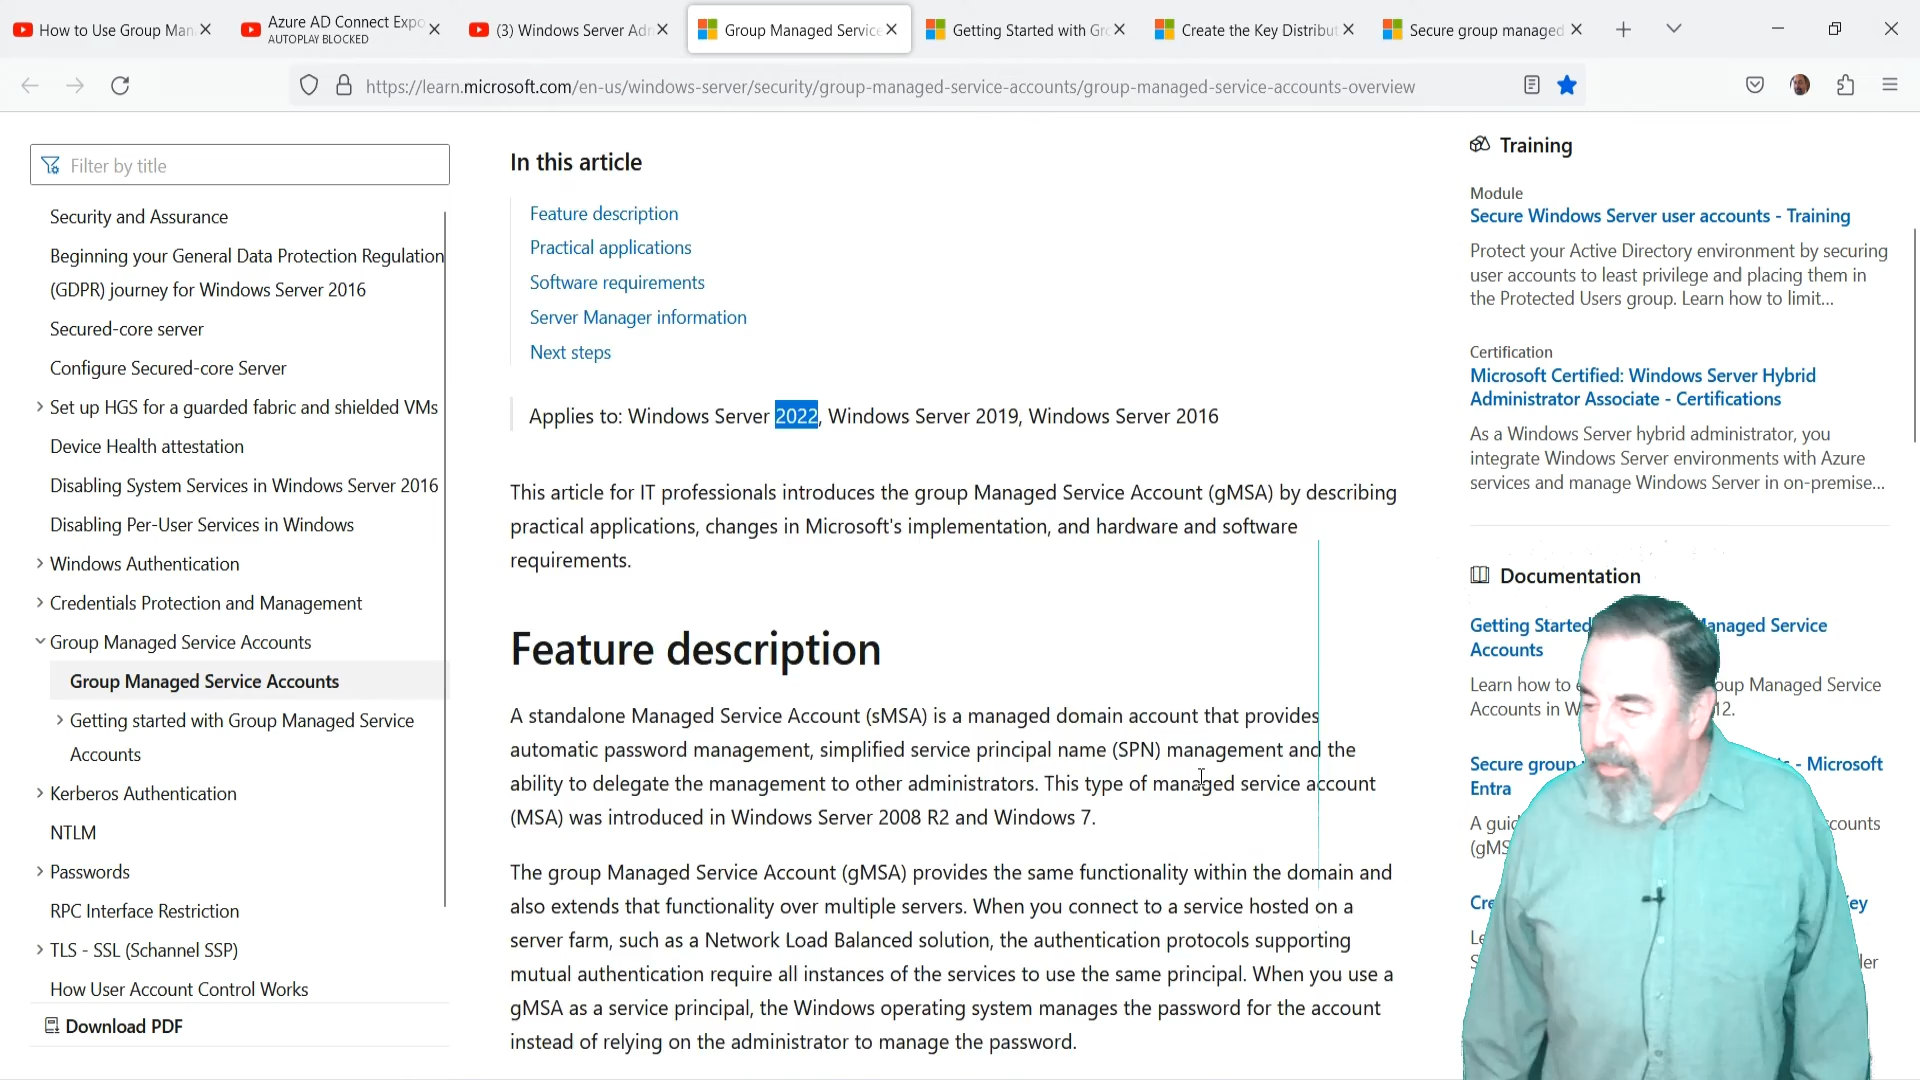 How to Use Group Man
Azure AD Connect Expo
AUTOPLAY BLOCKED
(3) Windows Server Adm
Group Managed Service
Getting Started with Gro
Create the Key Distribut
Secure group managed
https://learn.microsoft.com/en-us/windows-server/security/group-managed-service-accounts/group-managed-service-accounts-overview
Filter by title
Security and Assurance
Beginning your General Data Protection Regulation
(GDPR) journey for Windows Server 2016
Secured-core server
Configure Secured-core Server
Set up HGS for a guarded fabric and shielded VMs
Device Health attestation
Disabling System Services in Windows Server 2016
Disabling Per-User Services in Windows
Windows Authentication
Credentials Protection and Management
Group Managed Service Accounts
Group Managed Service Accounts
Getting started with Group Managed Service
Accounts
Kerberos Authentication
NTLM
Passwords
RPC Interface Restriction
TLS - SSL (Schannel SSP)
How User Account Control Works
Download PDF
In this article
Feature description
Practical applications
Software requirements
Server Manager information
Next steps
Applies to: Windows Server 2022, Windows Server 2019, Windows Server 2016
This article for IT professionals introduces the group Managed Service Account (gMSA) by describing
practical applications, changes in Microsoft's implementation, and hardware and software
requirements.
Feature description
A standalone Managed Service Account (sMSA) is a managed domain account that provides
automatic password management, simplified service principal name (SPN) management and the
ability to delegate the management to other administrators. This type of managed service account
(MSA) was introduced in Windows Server 2008 R2 and Windows 7.
The group Managed Service Account (gMSA) provides the same functionality within the domain and
also extends that functionality over multiple servers. When you connect to a service hosted on a
server farm, such as a Network Load Balanced solution, the authentication protocols supporting
mutual authentication require all instances of the services to use the same principal. When you use a
gMSA as a service principal, the Windows operating system manages the password for the account
instead of relying on the administrator to manage the password.
Training
Module
Secure Windows Server user accounts - Training
Protect your Active Directory environment by securing
user accounts to least privilege and placing them in
the Protected Users group. Learn how to limit...
Certification
Microsoft Certified: Windows Server Hybrid
Administrator Associate - Certifications
As a Windows Server hybrid administrator, you
integrate Windows Server environments with Azure
services and manage Windows Server in on-premise...
Documentation
Getting Started Managed Service
Accounts
Learn how to oup Managed Service
Accounts in W 12.
Secure group - Microsoft
Entra
A guid ccounts
(gMS
Cre ey
Le
S ler